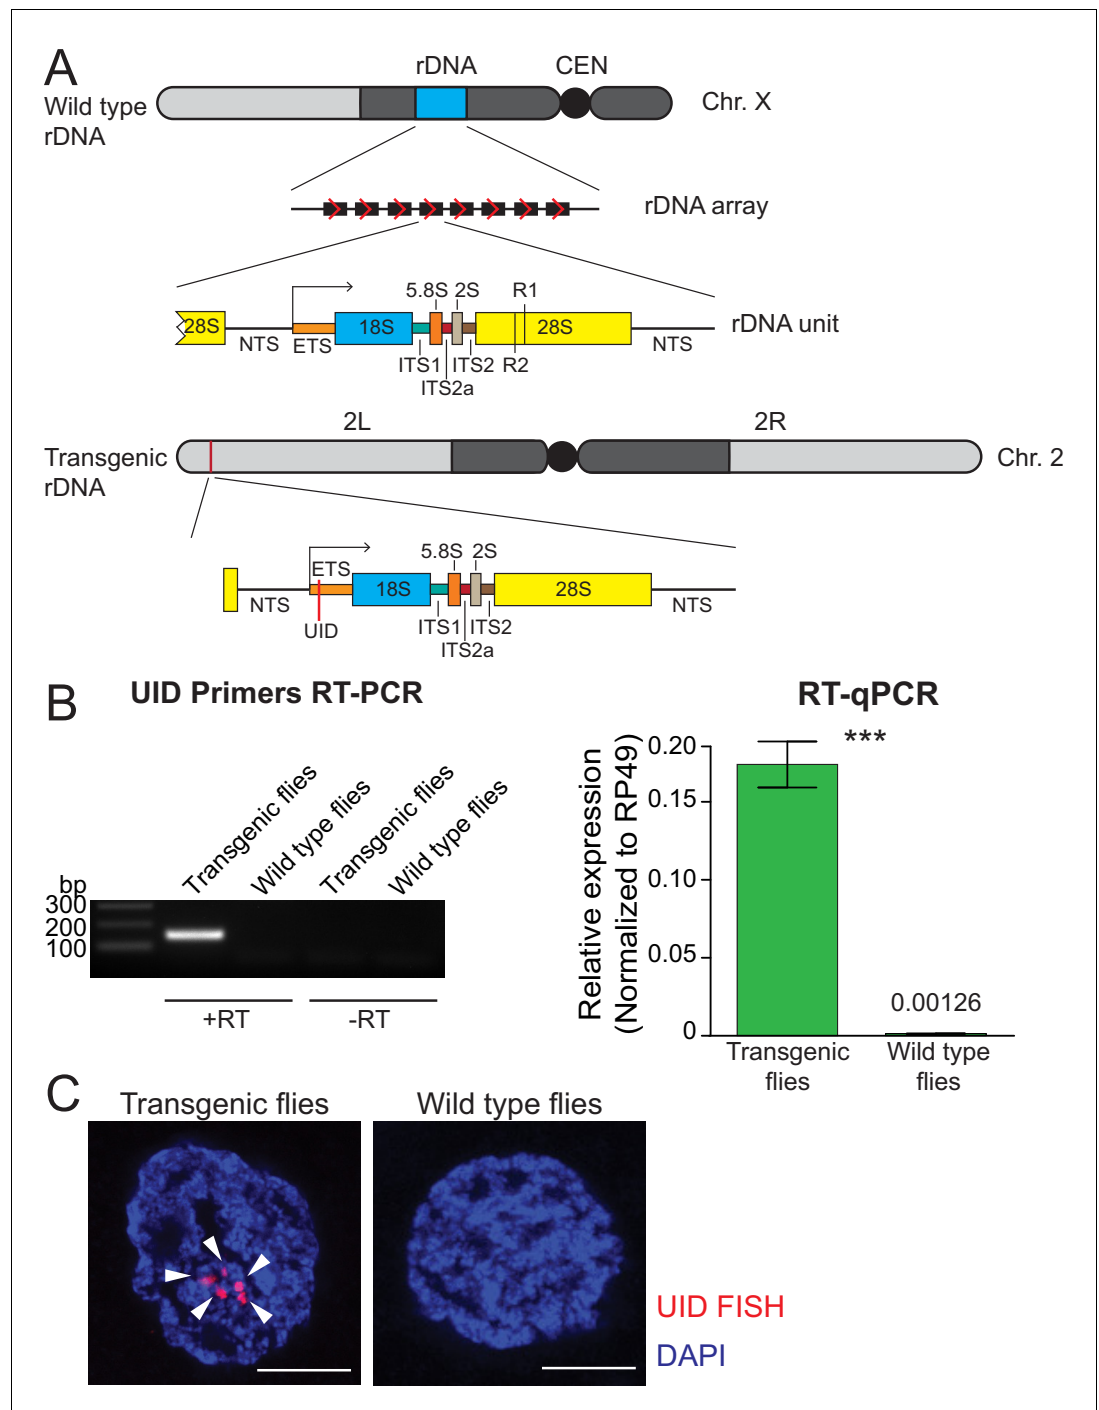 A
Wild type
rDNA
rDNA
CEN
Chr. X
rDNA array
5.8S
2S
R1
28S
18S
28S
rDNA unit
NTS
ETS
NTS
ITS1
ITS2
R2
ITS2a
2L
2R
Transgenic
rDNA
Chr. 2
5.8S
2S
ETS
18S
28S
NTS
NTS
UID
ITS1
ITS2
ITS2a
B
UID Primers RT-PCR
Transgenic flies
Wild type flies
Transgenic flies
Wild type flies
bp
300
200
100
+RT
-RT
RT-qPCR
***
Relative expression
(Normalized to RP49)
0.20
0.15
0.10
0.05
0
0.00126
Transgenic
flies
Wild type
flies
C
Transgenic flies
Wild type flies
UID FISH
DAPI